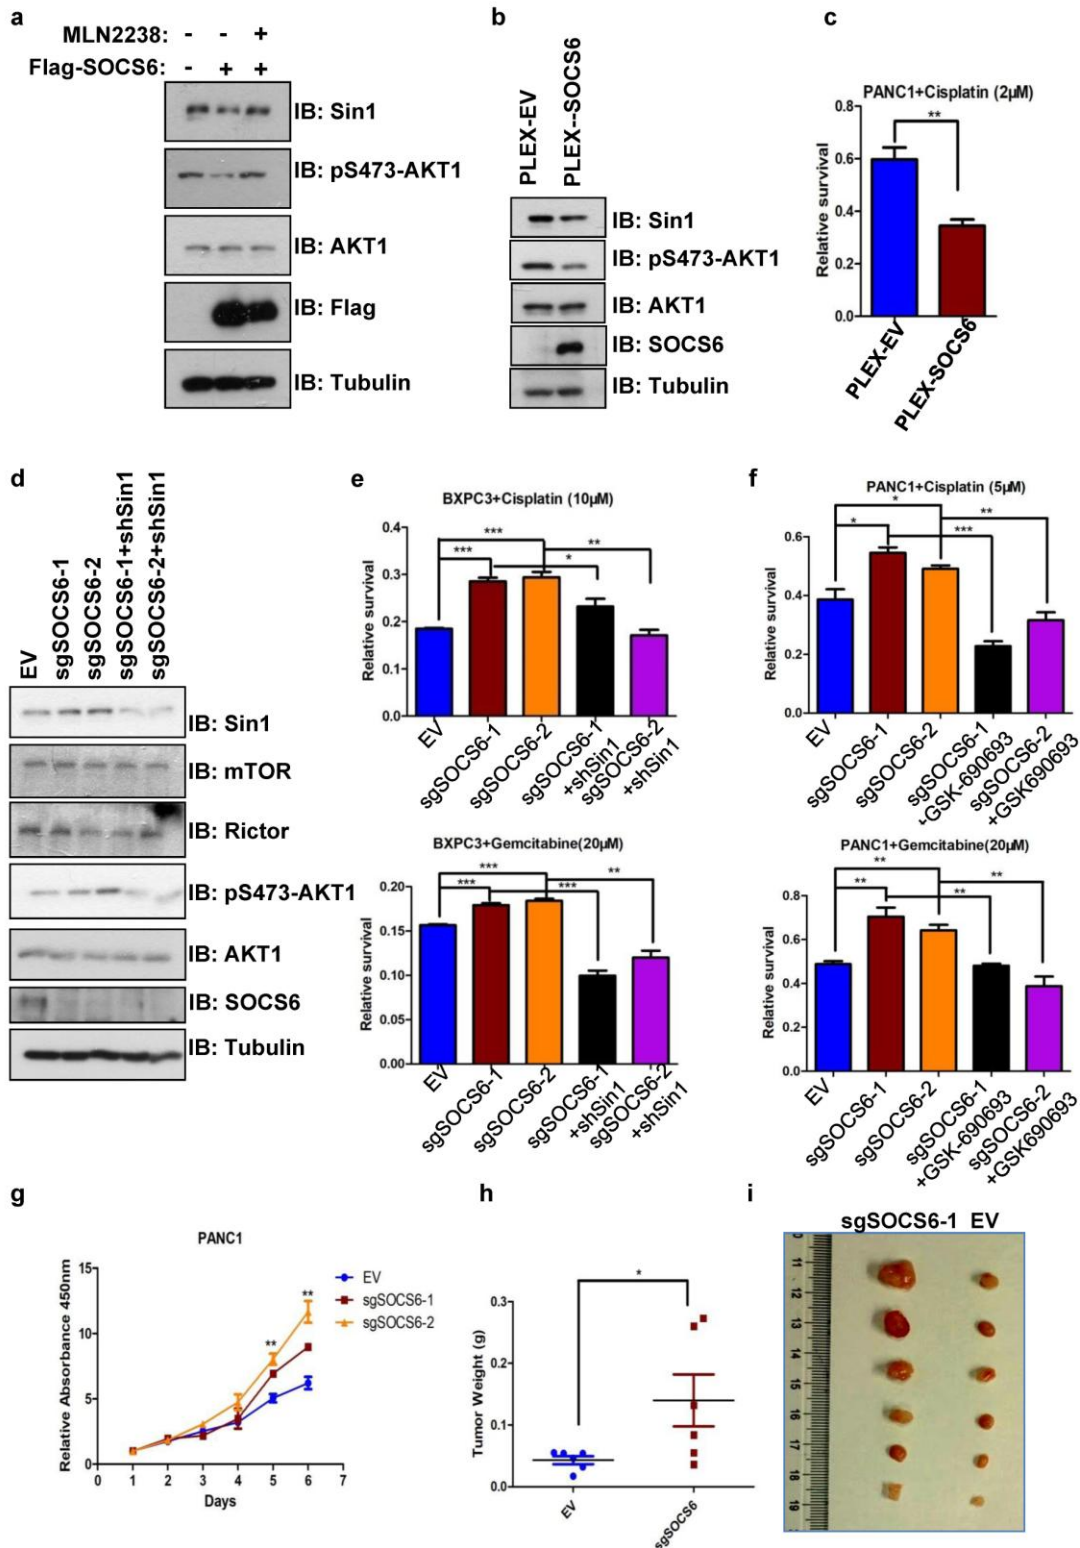 a
MLN2238: - - +
Flag-SOCS6: - + +
IB: Sin1
IB: pS473-AKT1
IB: AKT1
IB: Flag
IB: Tubulin
b
PLEX-EV
PLEX--SOCS6
IB: Sin1
IB: pS473-AKT1
IB: AKT1
IB: SOCS6
IB: Tubulin
c
PANC1+Cisplatin (2μM)
**
Relative survival
0.8
0.6
0.4
0.2
0.0
PLEX-EV
PLEX-SOCS6
d
EV
sgSOCS6-1
sgSOCS6-2
sgSOCS6-1+shSin1
sgSOCS6-2+shSin1
IB: Sin1
IB: mTOR
IB: Rictor
IB: pS473-AKT1
IB: AKT1
IB: SOCS6
IB: Tubulin
e
BXPC3+Cisplatin (10μM)
***
**
***
*
Relative survival
0.4
0.3
0.2
0.1
0.0
EV
sgSOCS6-1
sgSOCS6-2
sgSOCS6-1
+shSin1
sgSOCS6-2
+shSin1
BXPC3+Gemcitabine(20μM)
***
**
***
***
Relative survival
0.20
0.15
0.10
0.05
0.00
EV
sgSOCS6-1
sgSOCS6-2
sgSOCS6-1
+shSin1
sgSOCS6-2
+shSin1
f
PANC1+Cisplatin (5μM)
*
**
*
***
Relative survival
0.6
0.4
0.2
0.0
EV
sgSOCS6-1
sgSOCS6-2
sgSOCS6-1
+GSK-690693
sgSOCS6-2
+GSK690693
PANC1+Gemcitabine(20μM)
**
**
**
**
Relative survival
0.8
0.6
0.4
0.2
0.0
EV
sgSOCS6-1
sgSOCS6-2
sgSOCS6-1
+GSK-690693
sgSOCS6-2
+GSK690693
g
PANC1
Relative Absorbance 450nm
15
10
5
0
0 1 2 3 4 5 6 7
Days
EV
sgSOCS6-1
sgSOCS6-2
**
**
h
*
Tumor Weight (g)
0.3
0.2
0.1
0.0
EV
sgSOCS6
i
sgSOCS6-1 EV
11
12
13
14
15
16
17
18
19